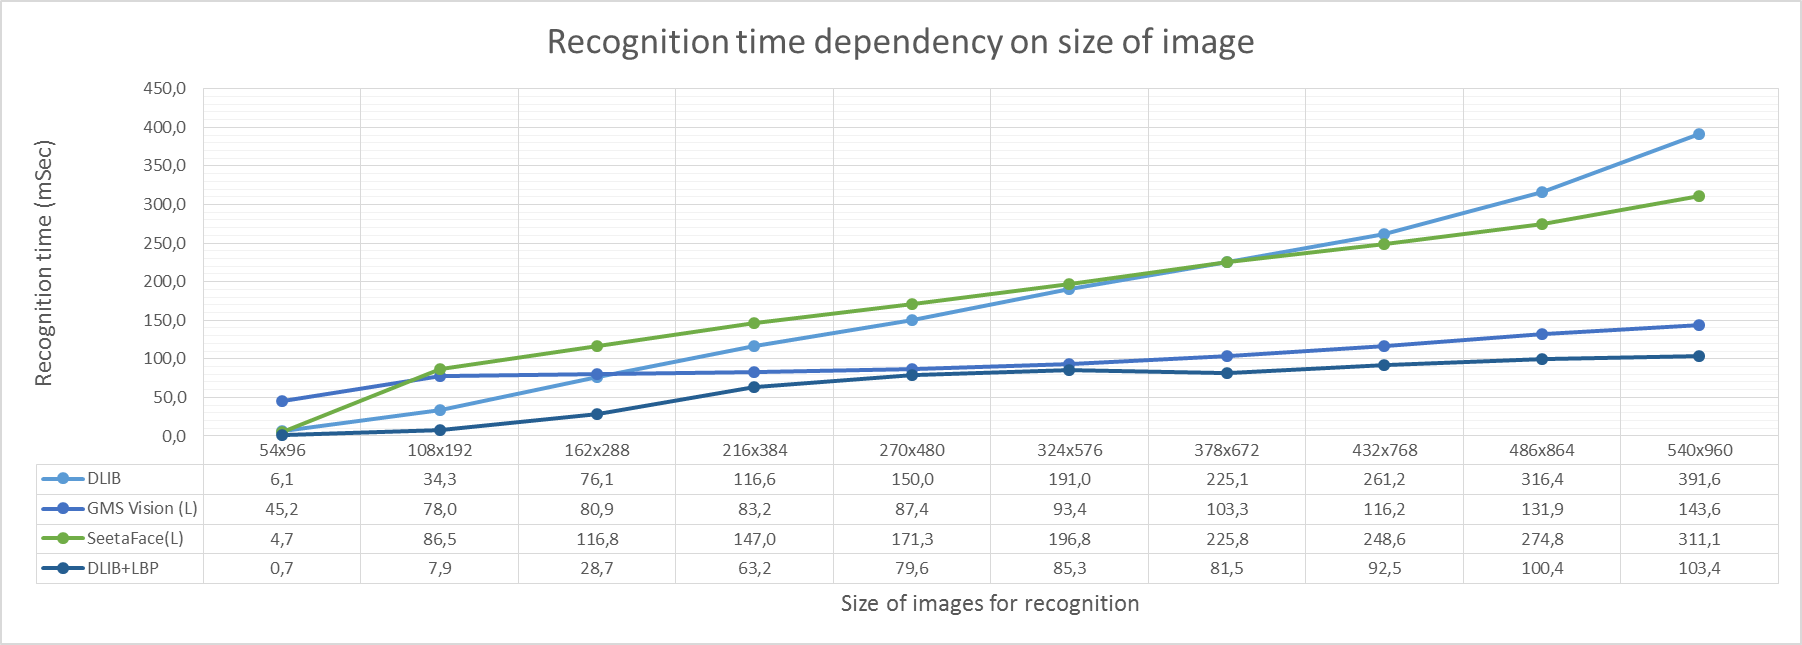 Recognition time dependency on size of image
Recognition time (mSec)
450,0
400,0
350,0
300,0
250,0
200,0
150,0
100,0
50,0
0,0
54x96 108x192 162x288 216x384 270x480 324x576 378x672 432x768 486x864 540x960
DLIB 6,1 34,3 76,1 116,6 150,0 191,0 225,1 261,2 316,4 391,6
GMS Vision (L) 45,2 78,0 80,9 83,2 87,4 93,4 103,3 116,2 131,9 143,6
SeetaFace(L) 4,7 86,5 116,8 147,0 171,3 196,8 225,8 248,6 274,8 311,1
DLIB+LBP 0,7 7,9 28,7 63,2 79,6 85,3 81,5 92,5 100,4 103,4
Size of images for recognition